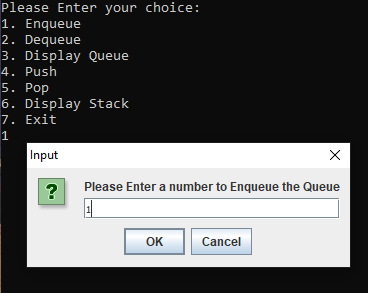 Please Enter your choice:
1. Enqueue
2. Dequeue
3. Display Queue
4. Push
5. Pop
6. Display Stack
7. Exit
1
Input
Please Enter a number to Enqueue the Queue
1
OK Cancel